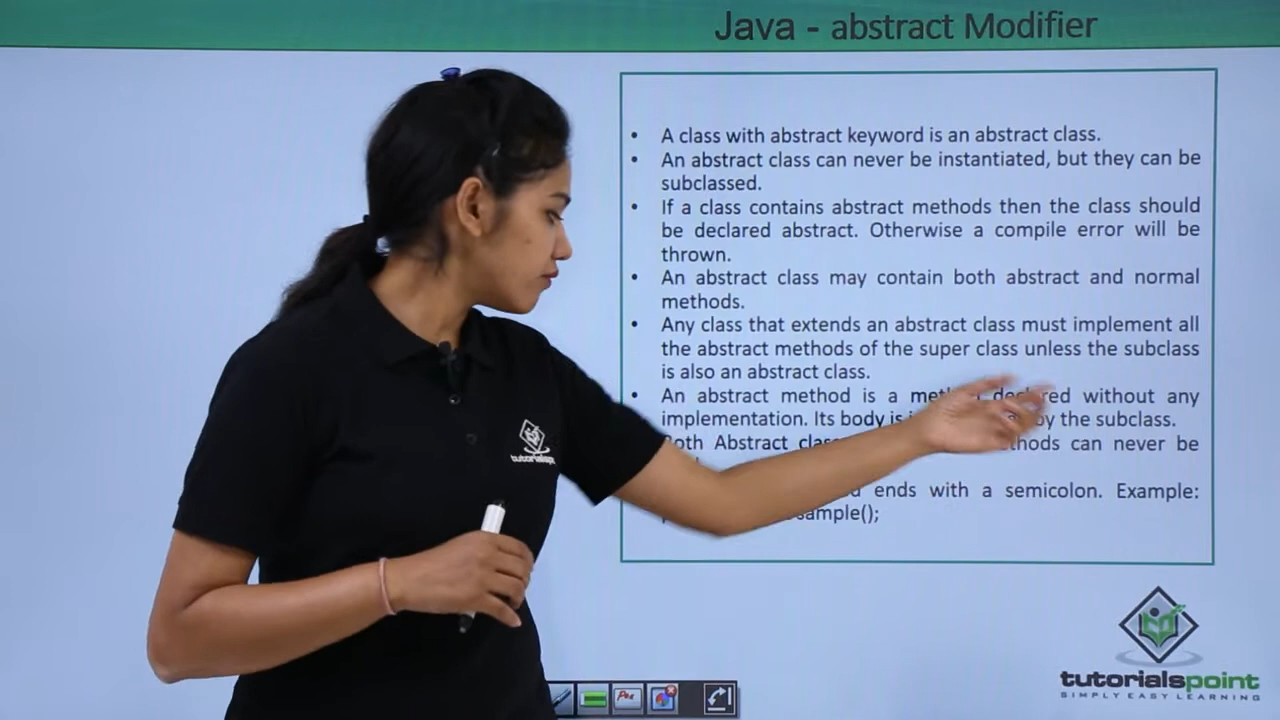 Java - abstract Modifier
• A class with abstract keyword is an abstract class.
• An abstract class can never be instantiated, but they can be
subclassed.
• If a class contains abstract methods then the class should
be declared abstract. Otherwise a compile error will be
thrown.
• An abstract class may contain both abstract and normal
methods.
• Any class that extends an abstract class must implement all
the abstract methods of the super class unless the subclass
is also an abstract class.
• An abstract method is a declared without any
implementation. Its body is by the subclass.
Abstract can never be
ends with a semicolon. Example:
sample();
tutorialspoint
SIMPLY EASY LEARNING